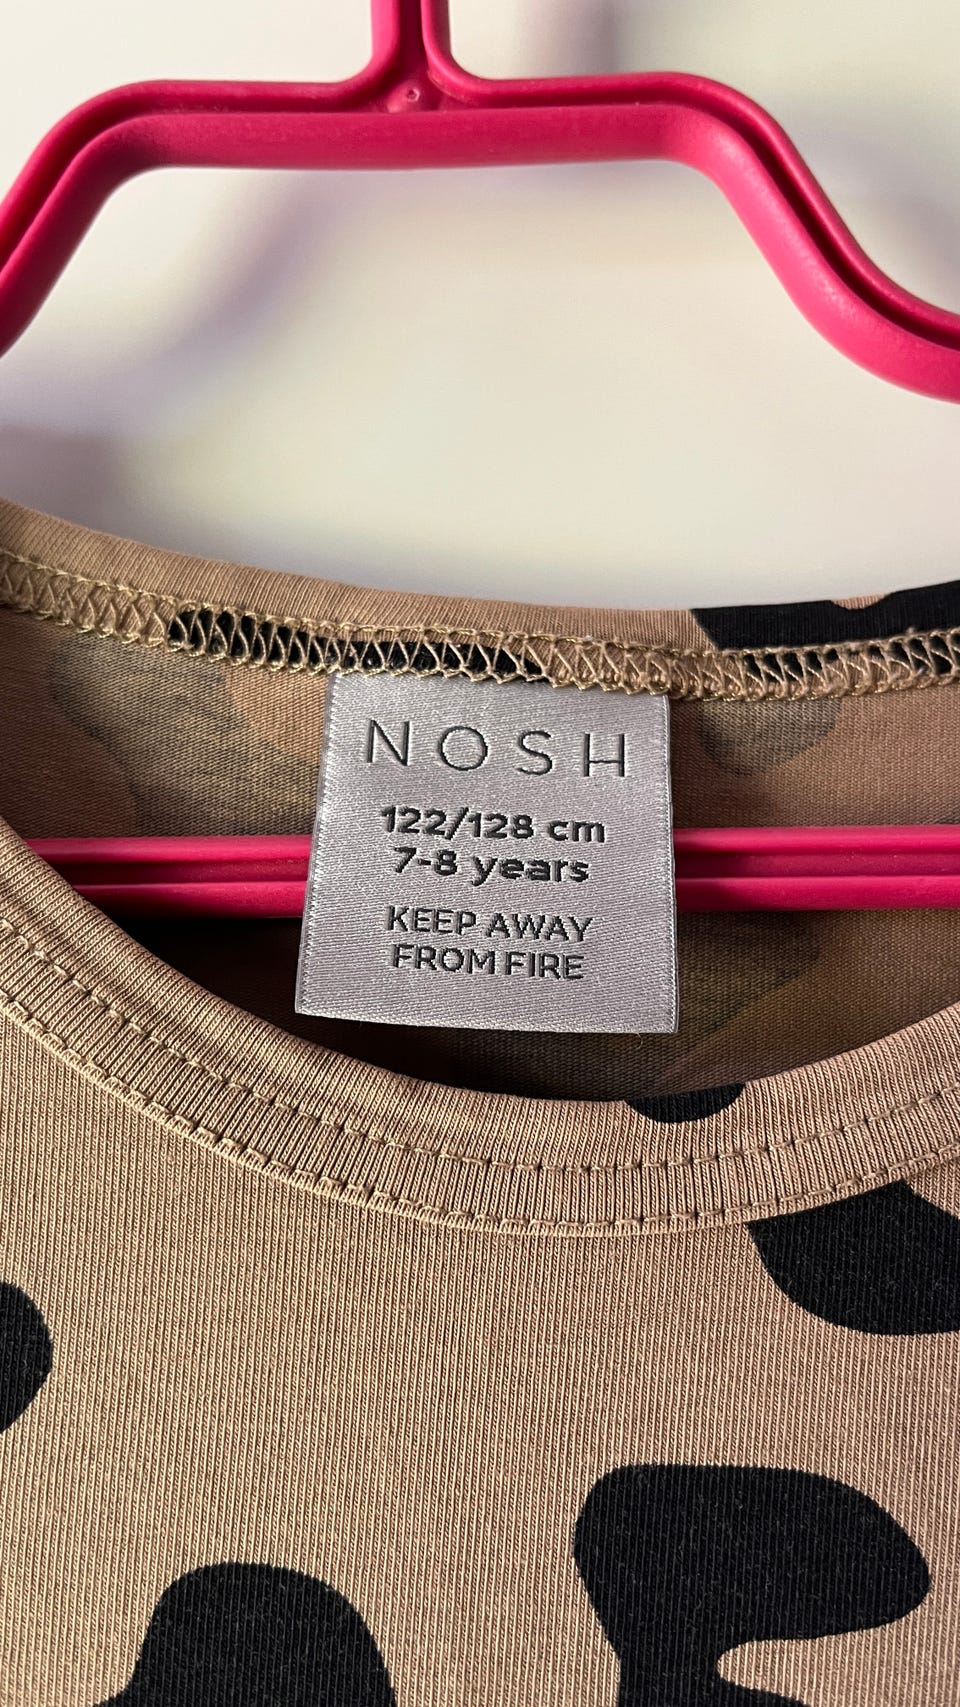 NOSH
122/128 cm
7-8 years
KEEP AWAY
FROM FIRE